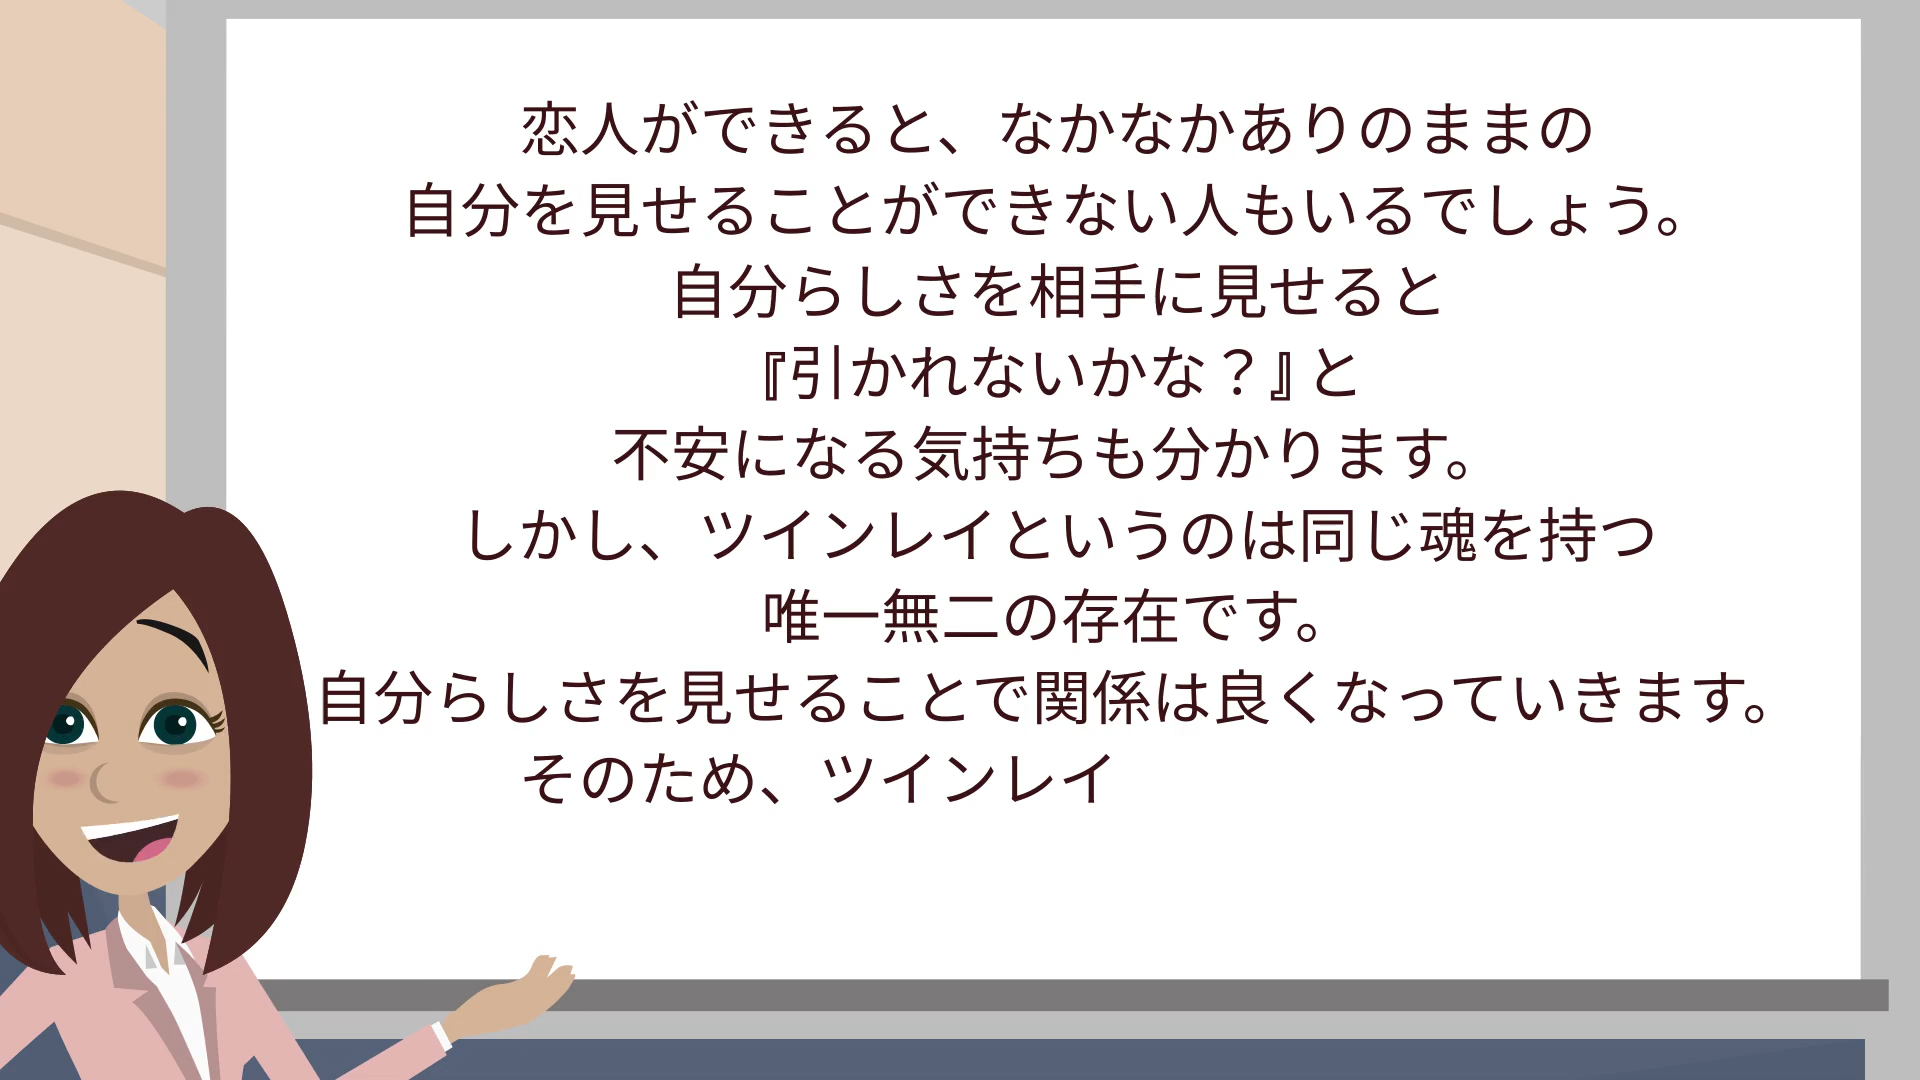 恋人ができると、なかなかありのままの
自分を見せることができない人もいるでしょう。
自分らしさを相手に見せると
『引かれないかな？』と
不安になる気持ちも分かります。
しかし、ツインレイというのは同じ魂を持つ
唯一無二の存在です。
自分らしさを見せることで関係は良くなっていきます。
そのため、ツインレイ